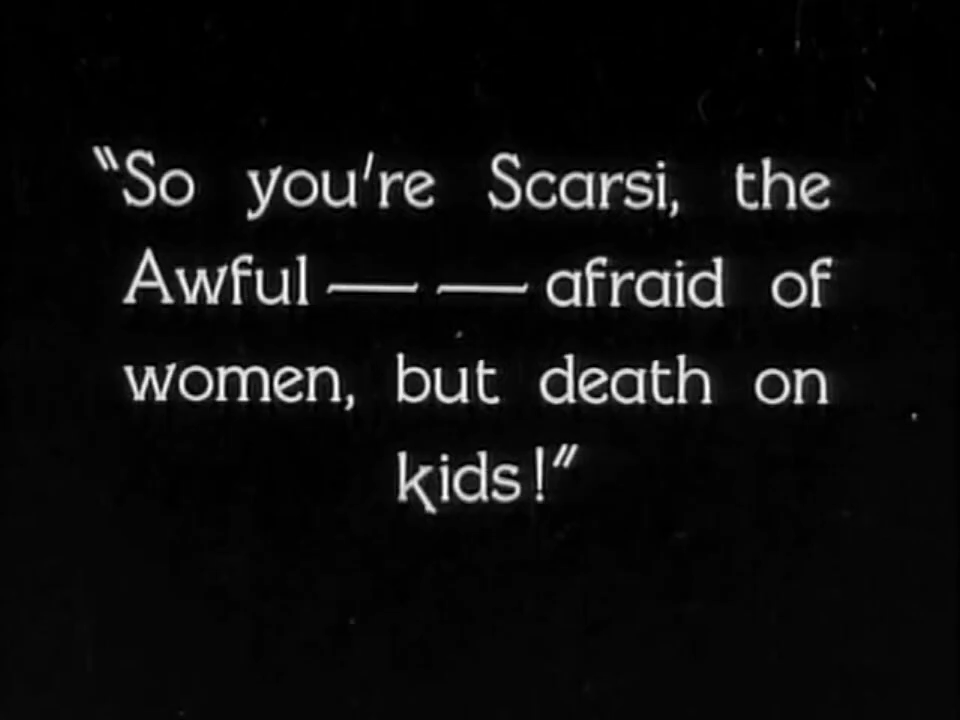 "So you're Scarsi, the
Awful — — afraid of
women, but death on
kids!"